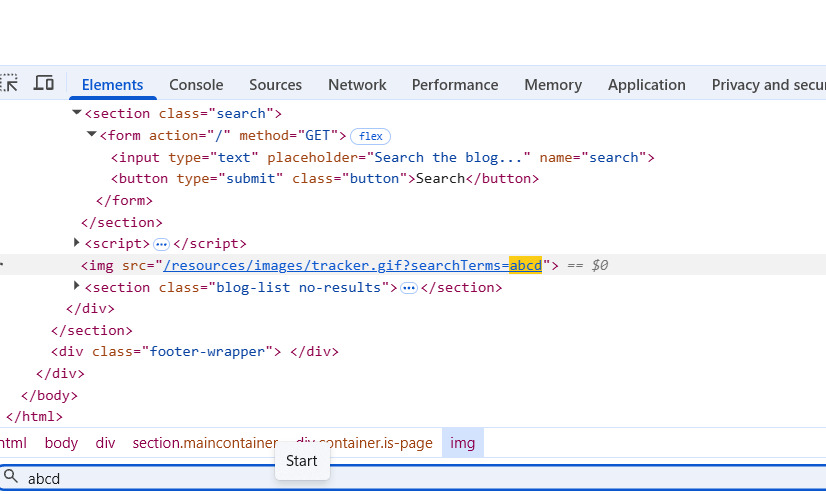 Elements Console Sources Network Performance Memory Application Privacy and secur
<section class="search">
<form action="/" method="GET"> flex
<input type="text" placeholder="Search the blog..." name="search">
<button type="submit" class="button">Search</button>
</form>
</section>
<script> … </script>
<img src="/resources/images/tracker.gif?searchTerms=abcd"> == $0
<section class="blog-list no-results"> … </section>
</div>
</section>
<div class="footer-wrapper"> </div>
</div>
</body>
</html>
html body div section.maincontainer div.container.is-page img
Start
abcd